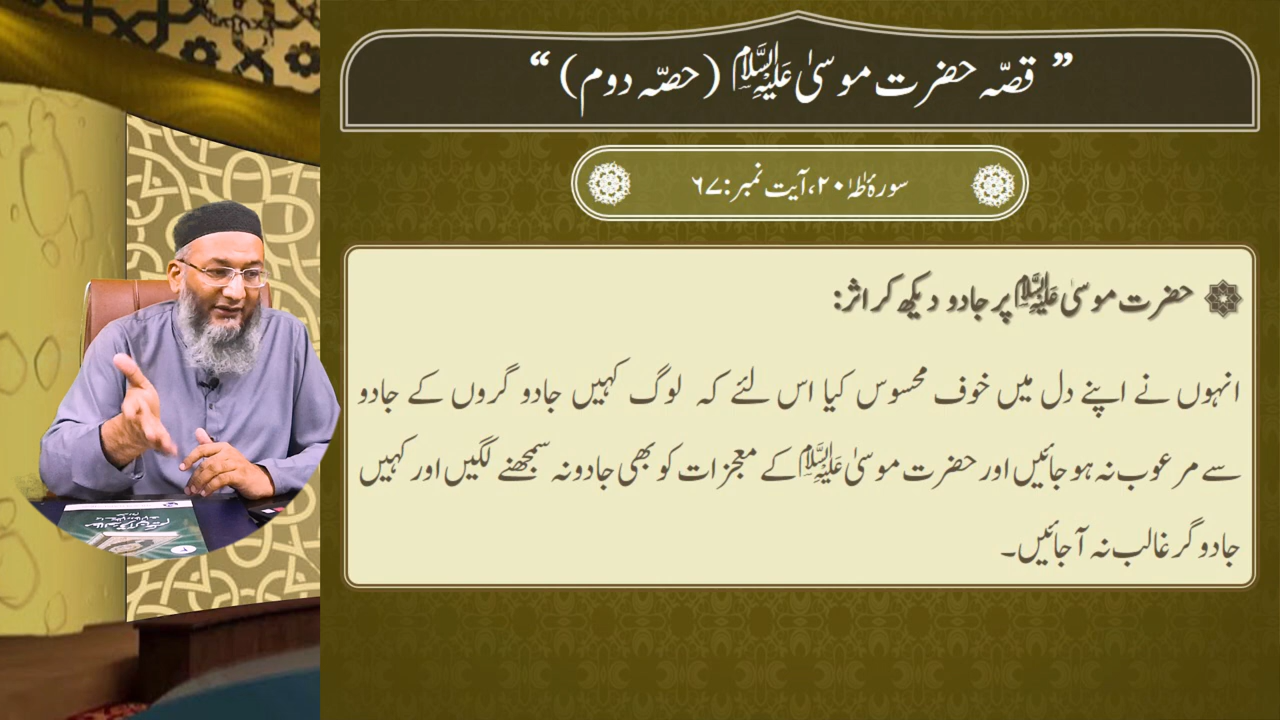 ” قصّہ حضرت موسیٰ علیہ السلام (حصّہ دوم) “
سورۂ طٰہٰ ۲۰، آیت نمبر: ۶۷
حضرت موسیٰ علیہ السلام پر جادو دیکھ کر اثر:
انہوں نے اپنے دل میں خوف محسوس کیا اس لئے کہ لوگ کہیں جادو گروں کے جادو
سے مرعوب نہ ہو جائیں اور حضرت موسیٰ علیہ السلام کے معجزات کو بھی جادو نہ سمجھنے لگیں اور کہیں
جادو گر غالب نہ آ جائیں۔